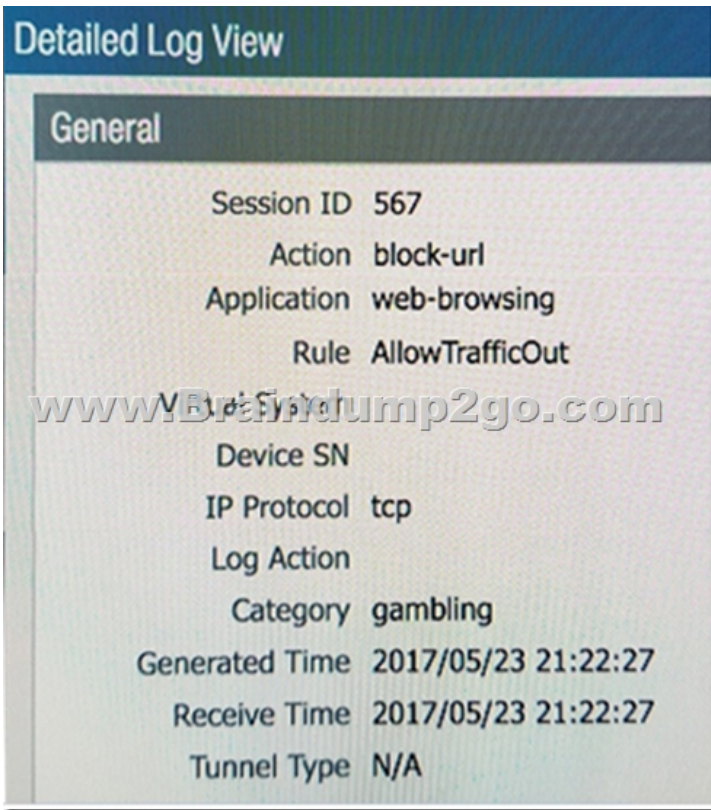 Detailed Log View
General
Session ID 567
Action block-url
Application web-browsing
Rule AllowTrafficOut
Virtual System
www.Braindump2go.com
Device SN
IP Protocol tcp
Log Action
Category gambling
Generated Time 2017/05/23 21:22:27
Receive Time 2017/05/23 21:22:27
Tunnel Type N/A